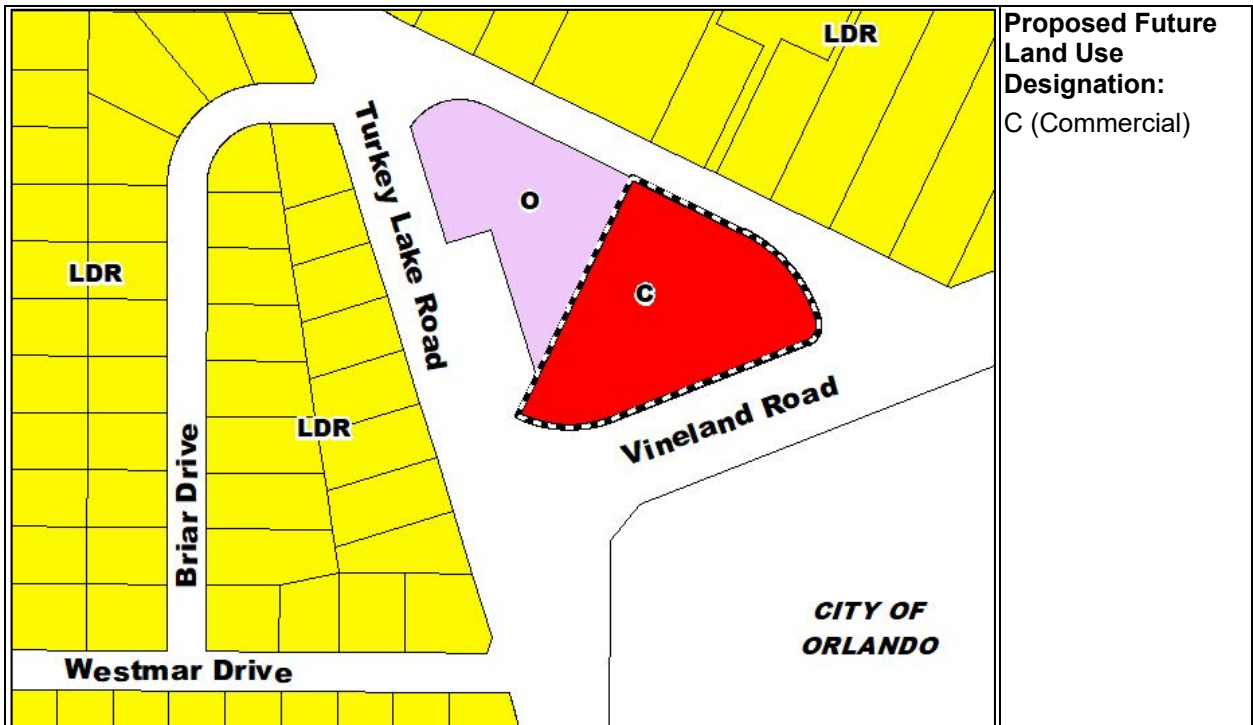 LDR
Turkey Lake Road
O
LDR
C
LDR
Vineland Road
Briar Drive
CITY OF
ORLANDO
Westmar Drive
Proposed Future
Land Use
Designation:
C (Commercial)